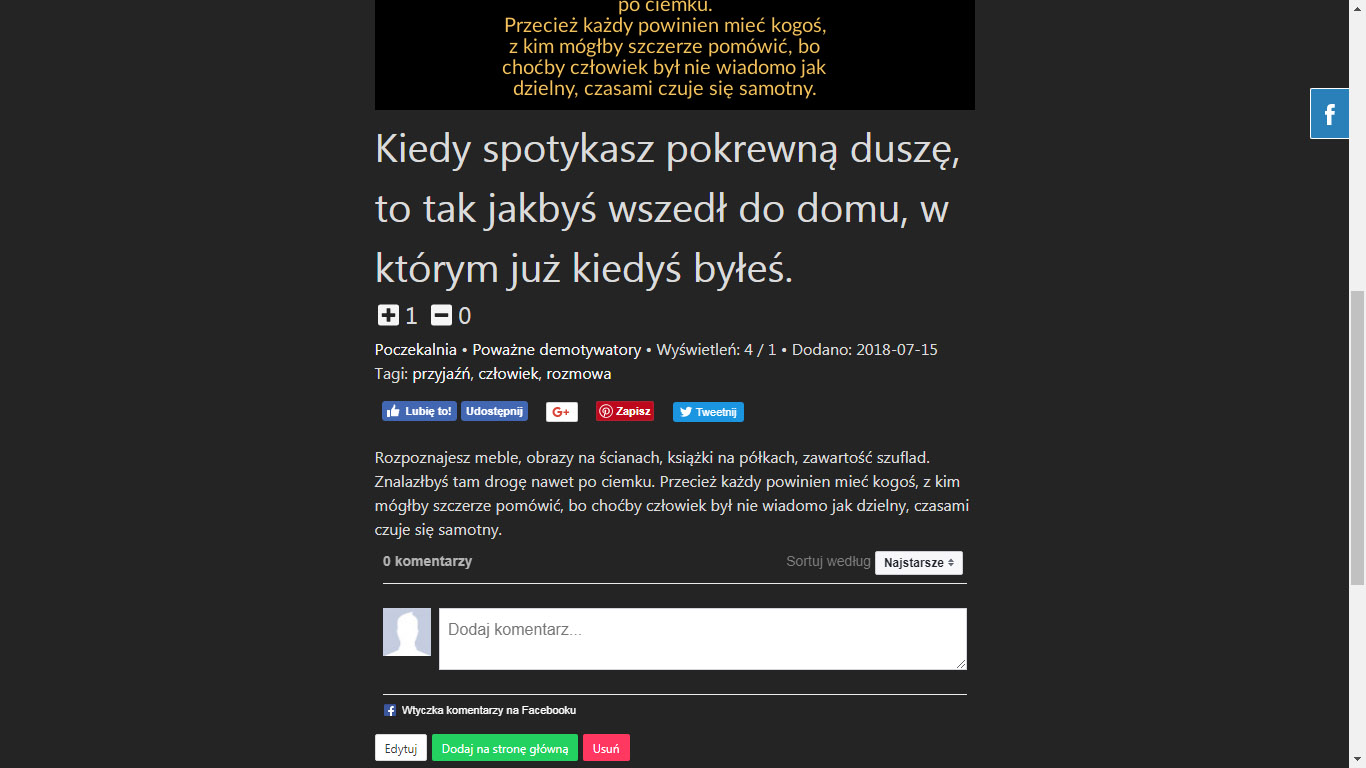 po ciemku.
Przecież każdy powinien mieć kogoś,
z kim mógłby szczerze pomówić, bo
choćby człowiek był nie wiadomo jak
dzielny, czasami czuje się samotny.
Kiedy spotykasz pokrewną duszę,
to tak jakbyś wszedł do domu, w
którym już kiedyś byłeś.
1 0
Poczekalnia • Poważne demotywatory • Wyświetleń: 4 / 1 • Dodano: 2018-07-15
Tagi: przyjaźń, człowiek, rozmowa
Lubię to! Udostępnij G+ Zapisz Tweetnij
Rozpoznajesz meble, obrazy na ścianach, książki na półkach, zawartość szuflad.
Znalazłbyś tam drogę nawet po ciemku. Przecież każdy powinien mieć kogoś, z kim
mógłby szczerze pomówić, bo choćby człowiek był nie wiadomo jak dzielny, czasami
czuje się samotny.
0 komentarzy Sortuj według Najstarsze
Dodaj komentarz...
Wtyczka komentarzy na Facebooku
Edytuj Dodaj na stronę główną Usuń